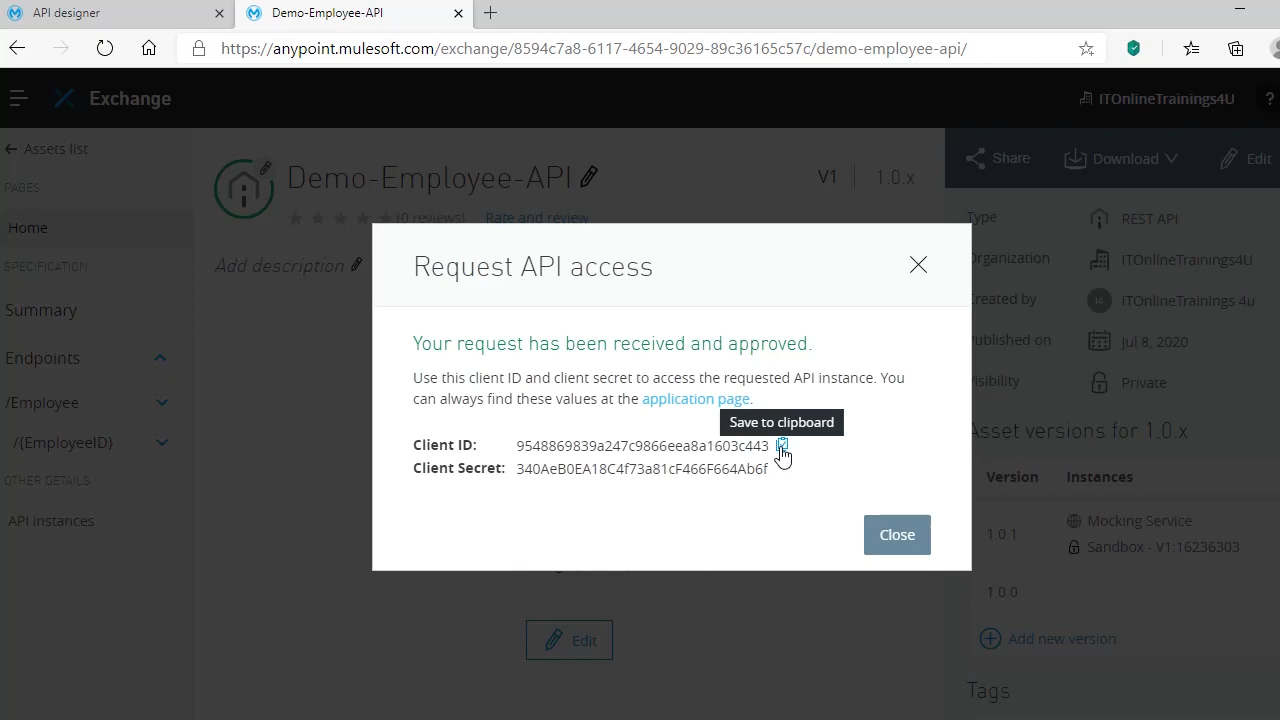 API designer
Demo-Employee-API
https://anypoint.mulesoft.com/exchange/8594c7a8-6117-4654-9029-89c36165c57c/demo-employee-api/
Exchange
ITOnlineTrainings4U
?
Assets list
Share
Download
Edit
PAGES
Demo-Employee-API
V1
1.0.x
(0 reviews)
Rate and review
Home
Type
REST API
SPECIFICATION
Add description
Request API access
Organization
ITOnlineTrainings4U
Created by
I4
ITOnlineTrainings 4u
Summary
Published on
Jul 8, 2020
Your request has been received and approved.
Endpoints
Visibility
Private
Use this client ID and client secret to access the requested API instance. You
can always find these values at the application page.
/Employee
Save to clipboard
Asset versions for 1.0.x
/{EmployeeID}
Client ID: 9548869839a247c9866eea8a1603c443
Client Secret: 340AeB0EA18C4f73a81cF466F664Ab6f
OTHER DETAILS
Version
Instances
API instances
Mocking Service
1.0.1
Close
Sandbox - V1:16236303
1.0.0
Edit
Add new version
Tags